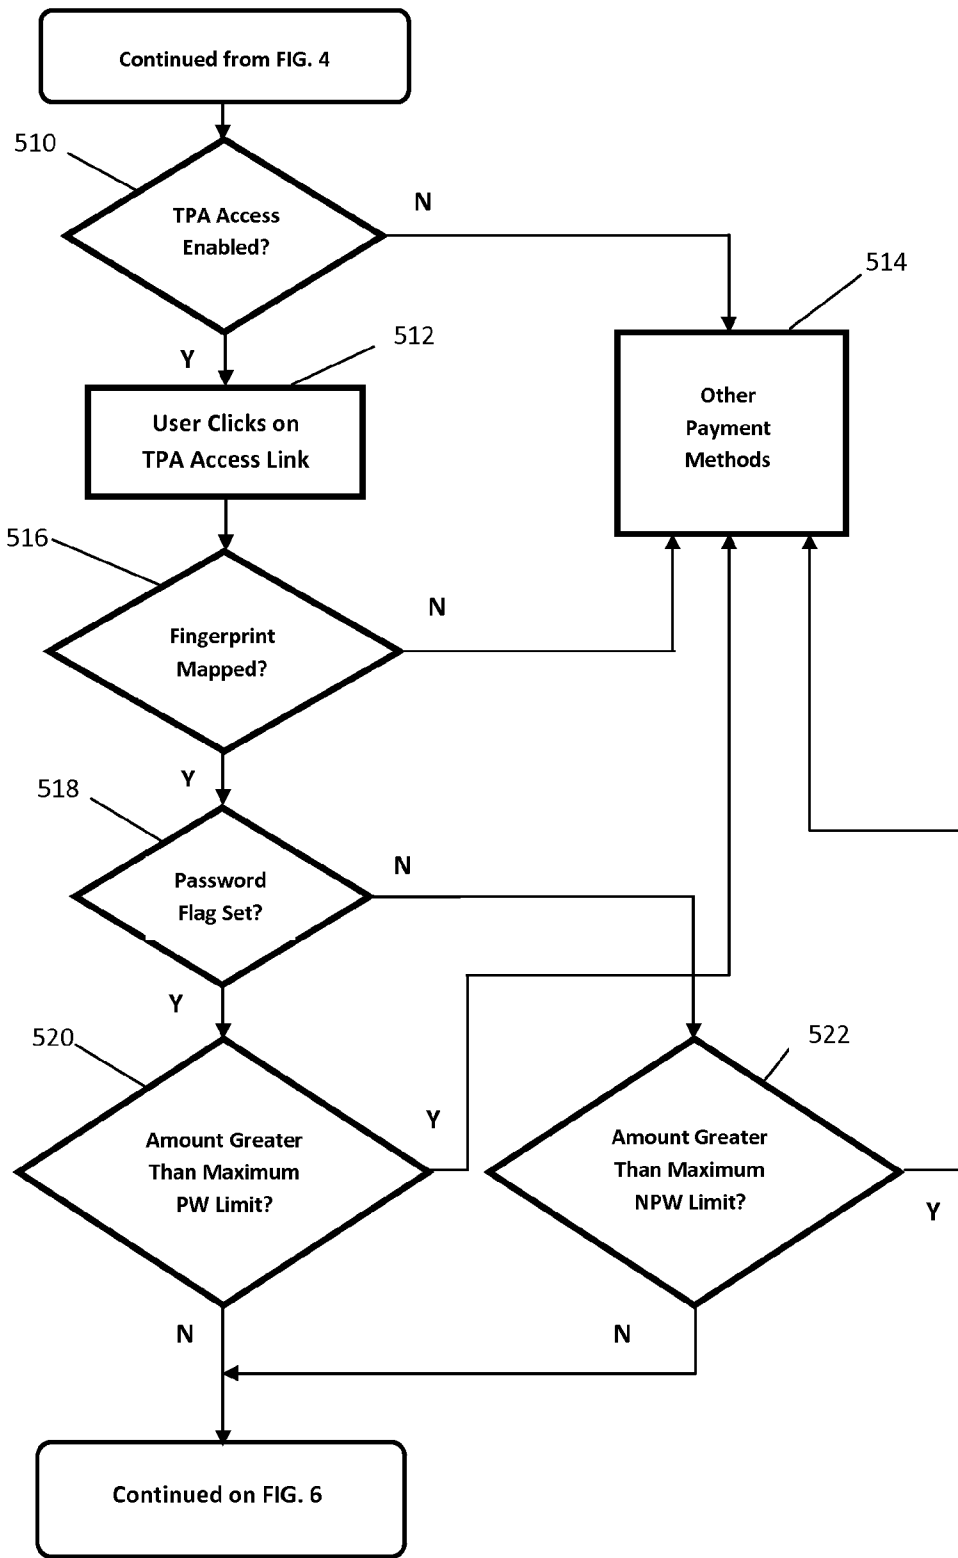 Continued from FIG. 4
510
TPA Access
Enabled?
N
514
Y
512
Other
Payment
Methods
User Clicks on
TPA Access Link
516
Fingerprint
Mapped?
N
Y
518
Password
Flag Set?
N
Y
520
522
Amount Greater
Than Maximum
PW Limit?
Y
Amount Greater
Than Maximum
NPW Limit?
Y
N
N
Continued on FIG. 6